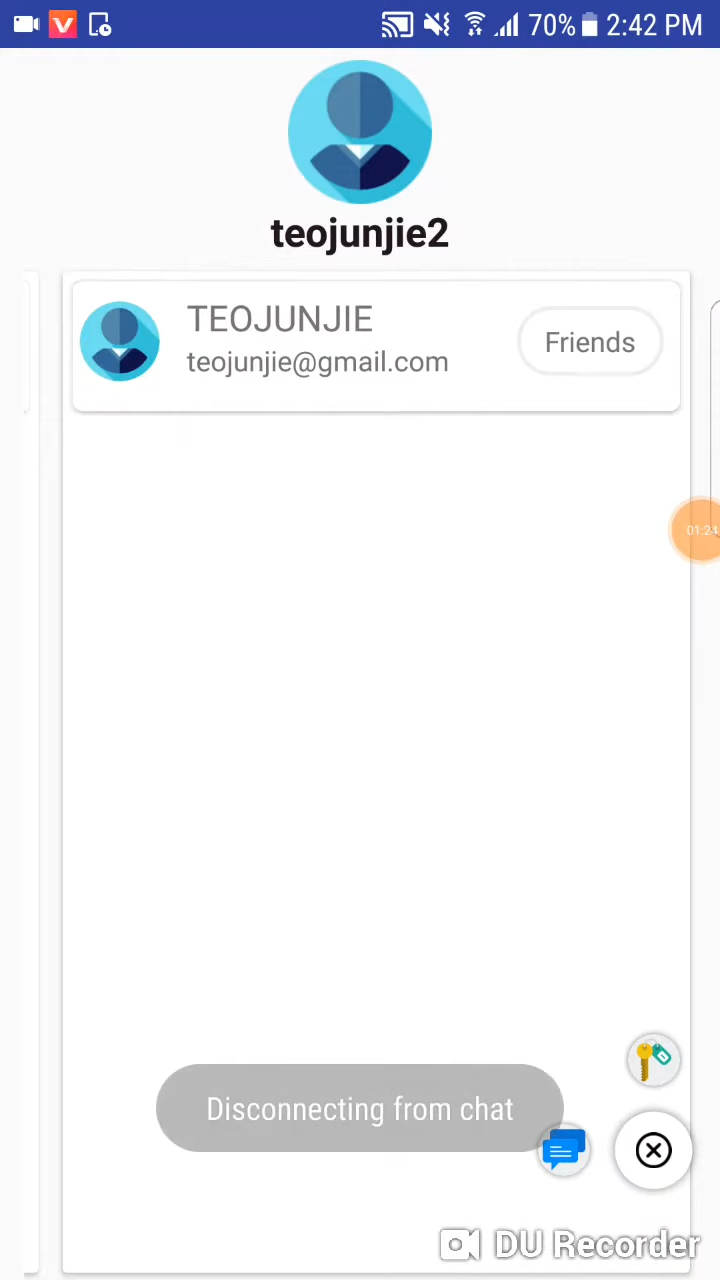 70% 2:42 PM
teojunjie2
TEOJUNJIE
teojunjie@gmail.com
Friends
Disconnecting from chat
DU Recorder